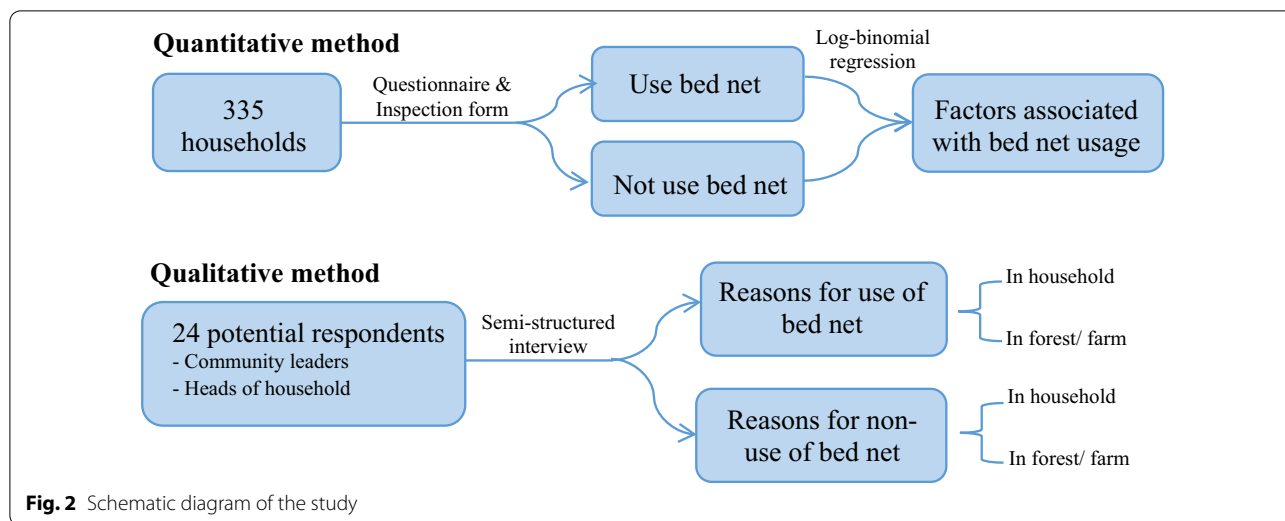 Quantitative method
335
households
Questionnaire &
Inspection form
Use bed net
Not use bed net
Log-binomial
regression
Factors associated
with bed net usage
Qualitative method
24 potential respondents
- Community leaders
- Heads of household
Semi-structured
interview
Reasons for use of
bed net
In household
In forest/ farm
Reasons for non-
use of bed net
In household
In forest/ farm
Fig. 2 Schematic diagram of the study